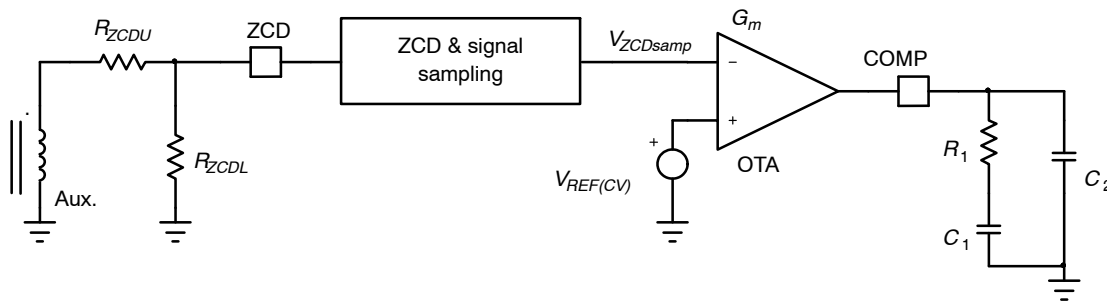 R_ZCDU
ZCD
ZCD & signal
sampling
V_ZCDsamp
G_m
COMP
−
+
+
R_ZCDL
Aux.
V_REF(CV)
OTA
R_1
C_1
C_2